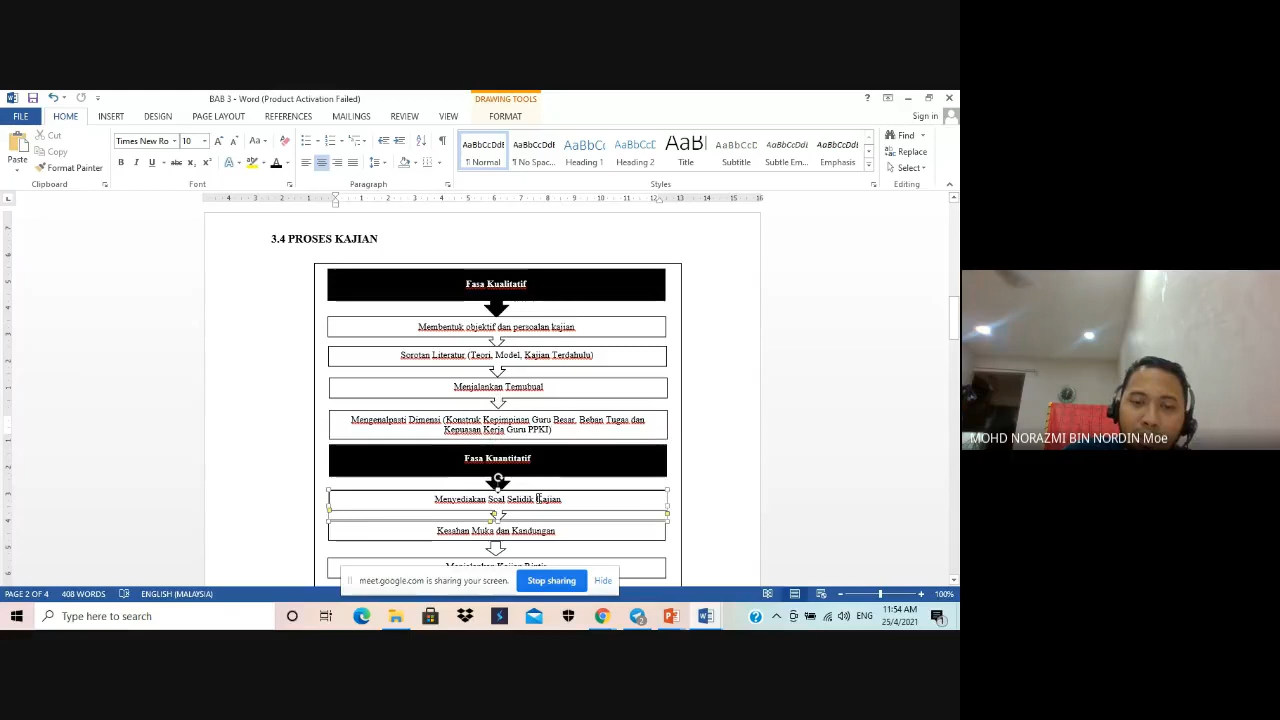 BAB 3 - Word (Product Activation Failed)
DRAWING TOOLS
FILE HOME INSERT DESIGN PAGE LAYOUT REFERENCES MAILINGS REVIEW VIEW FORMAT
Sign in
Paste
Cut
Copy
Format Painter
Clipboard
Times New Ro 10
Font
Paragraph
AaBbCcDdE AaBbCcDdE AaBbCc AaBbCcC AaBl AaBbCcC AaBbCcDdE AaBbCcDdE
¶ Normal ¶ No Spac... Heading 1 Heading 2 Title Subtitle Subtle Em... Emphasis
Styles
Find
Replace
Select
Editing
3.4 PROSES KAJIAN
Fasa Kualitatif
Membentuk objektif dan persoalan kajian
Sorotan Literatur (Teori, Model, Kajian Terdahulu)
Menjalankan Temubual
Mengenalpasti Dimensi (Konstruk Kepimpinan Guru Besar, Beban Tugas dan
Kepuasan Kerja Guru PPKI)
Fasa Kuantitatif
Menyediakan Soal Selidik Kajian
Kesahan Muka dan Kandungan
meet.google.com is sharing your screen. Stop sharing Hide
PAGE 2 OF 4 408 WORDS ENGLISH (MALAYSIA) 100%
Type here to search
ENG
11:54 AM
25/4/2021
MOHD NORAZMI BIN NORDIN Moe